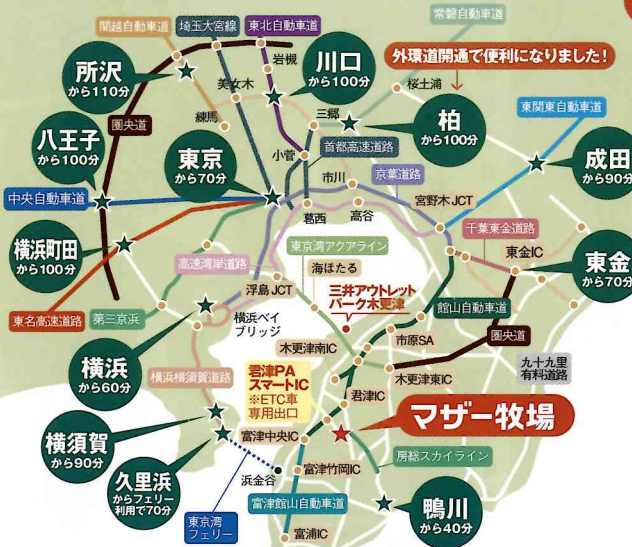 関越自動車道
埼玉大宮線
東北自動車道
常磐自動車道
外環道開通で便利になりました!
岩槻
川口
から100分
所沢
から110分
美女木
桜土浦
三郷
柏
から100分
東関東自動車道
練馬
圏央道
八王子
から100分
小菅
首都高速道路
成田
から90分
東京
から70分
市川
京葉道路
中央自動車道
葛西
高谷
宮野木JCT
千葉東金道路
横浜町田
から100分
東京湾アクアライン
東金IC
高速湾岸道路
海ほたる
東金
から70分
浮島JCT
三井アウトレット
パーク木更津
館山自動車道
東名高速道路
第三京浜
横浜ベイ
ブリッジ
市原SA
圏央道
木更津南IC
九十九里
有料道路
横浜
から60分
君津PA
スマートIC
※ETC車
専用出口
木更津東IC
横浜横須賀道路
君津IC
マザー牧場
横須賀
から90分
富津中央IC
房総スカイライン
久里浜
からフェリー
利用で70分
浜金谷
富津竹岡IC
東京湾
フェリー
富津館山自動車道
鴨川
から40分
富浦IC